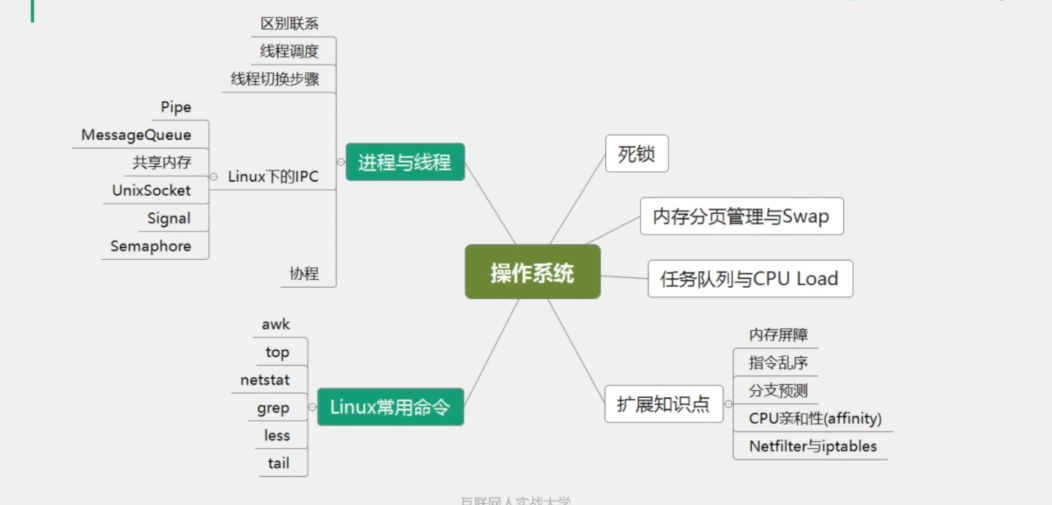 操作系统
进程与线程
区别联系
线程调度
线程切换步骤
Linux下的IPC
Pipe
MessageQueue
共享内存
UnixSocket
Signal
Semaphore
协程
Linux常用命令
awk
top
netstat
grep
less
tail
死锁
内存分页管理与Swap
任务队列与CPU Load
扩展知识点
内存屏障
指令乱序
分支预测
CPU亲和性(affinity)
Netfilter与iptables
互联网人实战大学